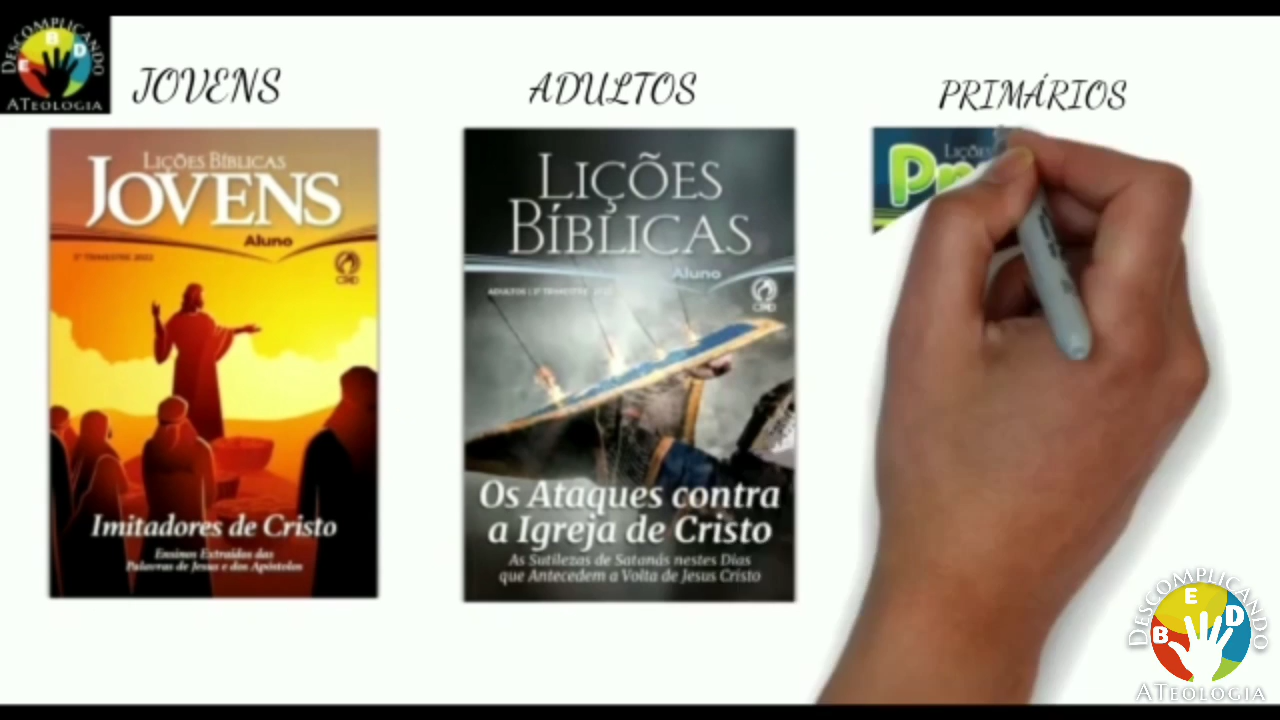 DESCOMPLICANDO
E B D
ATEOLOGIA
JOVENS
ADULTOS
PRIMÁRIOS
LIÇÕES BÍBLICAS
JOVENS
Aluno
CPAD
Imitadores de Cristo
Ensinos Extraídos das
Palavras de Jesus e dos Apóstolos
LIÇÕES
BÍBLICAS
Aluno
CPAD
Os Ataques contra
a Igreja de Cristo
As Sutilezas de Satanás nestes Dias
que Antecedem a Volta de Jesus Cristo
DESCOMPLICANDO
B E D
ATEOLOGIA